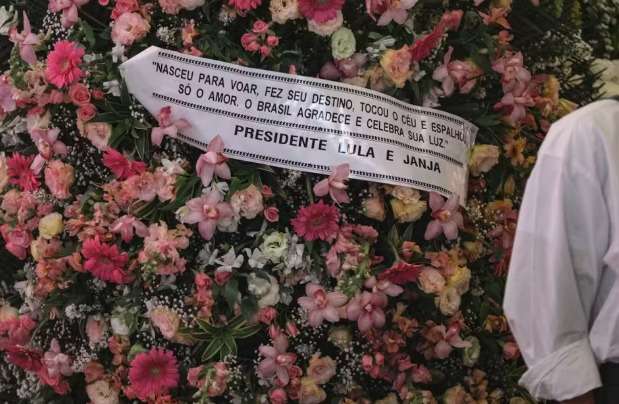 "NASCEU PARA VOAR, FEZ SEU DESTINO, TOCOU O CÉU E ESPALHOU
SÓ O AMOR. O BRASIL AGRADECE E CELEBRA SUA LUZ."
PRESIDENTE LULA E JANJA